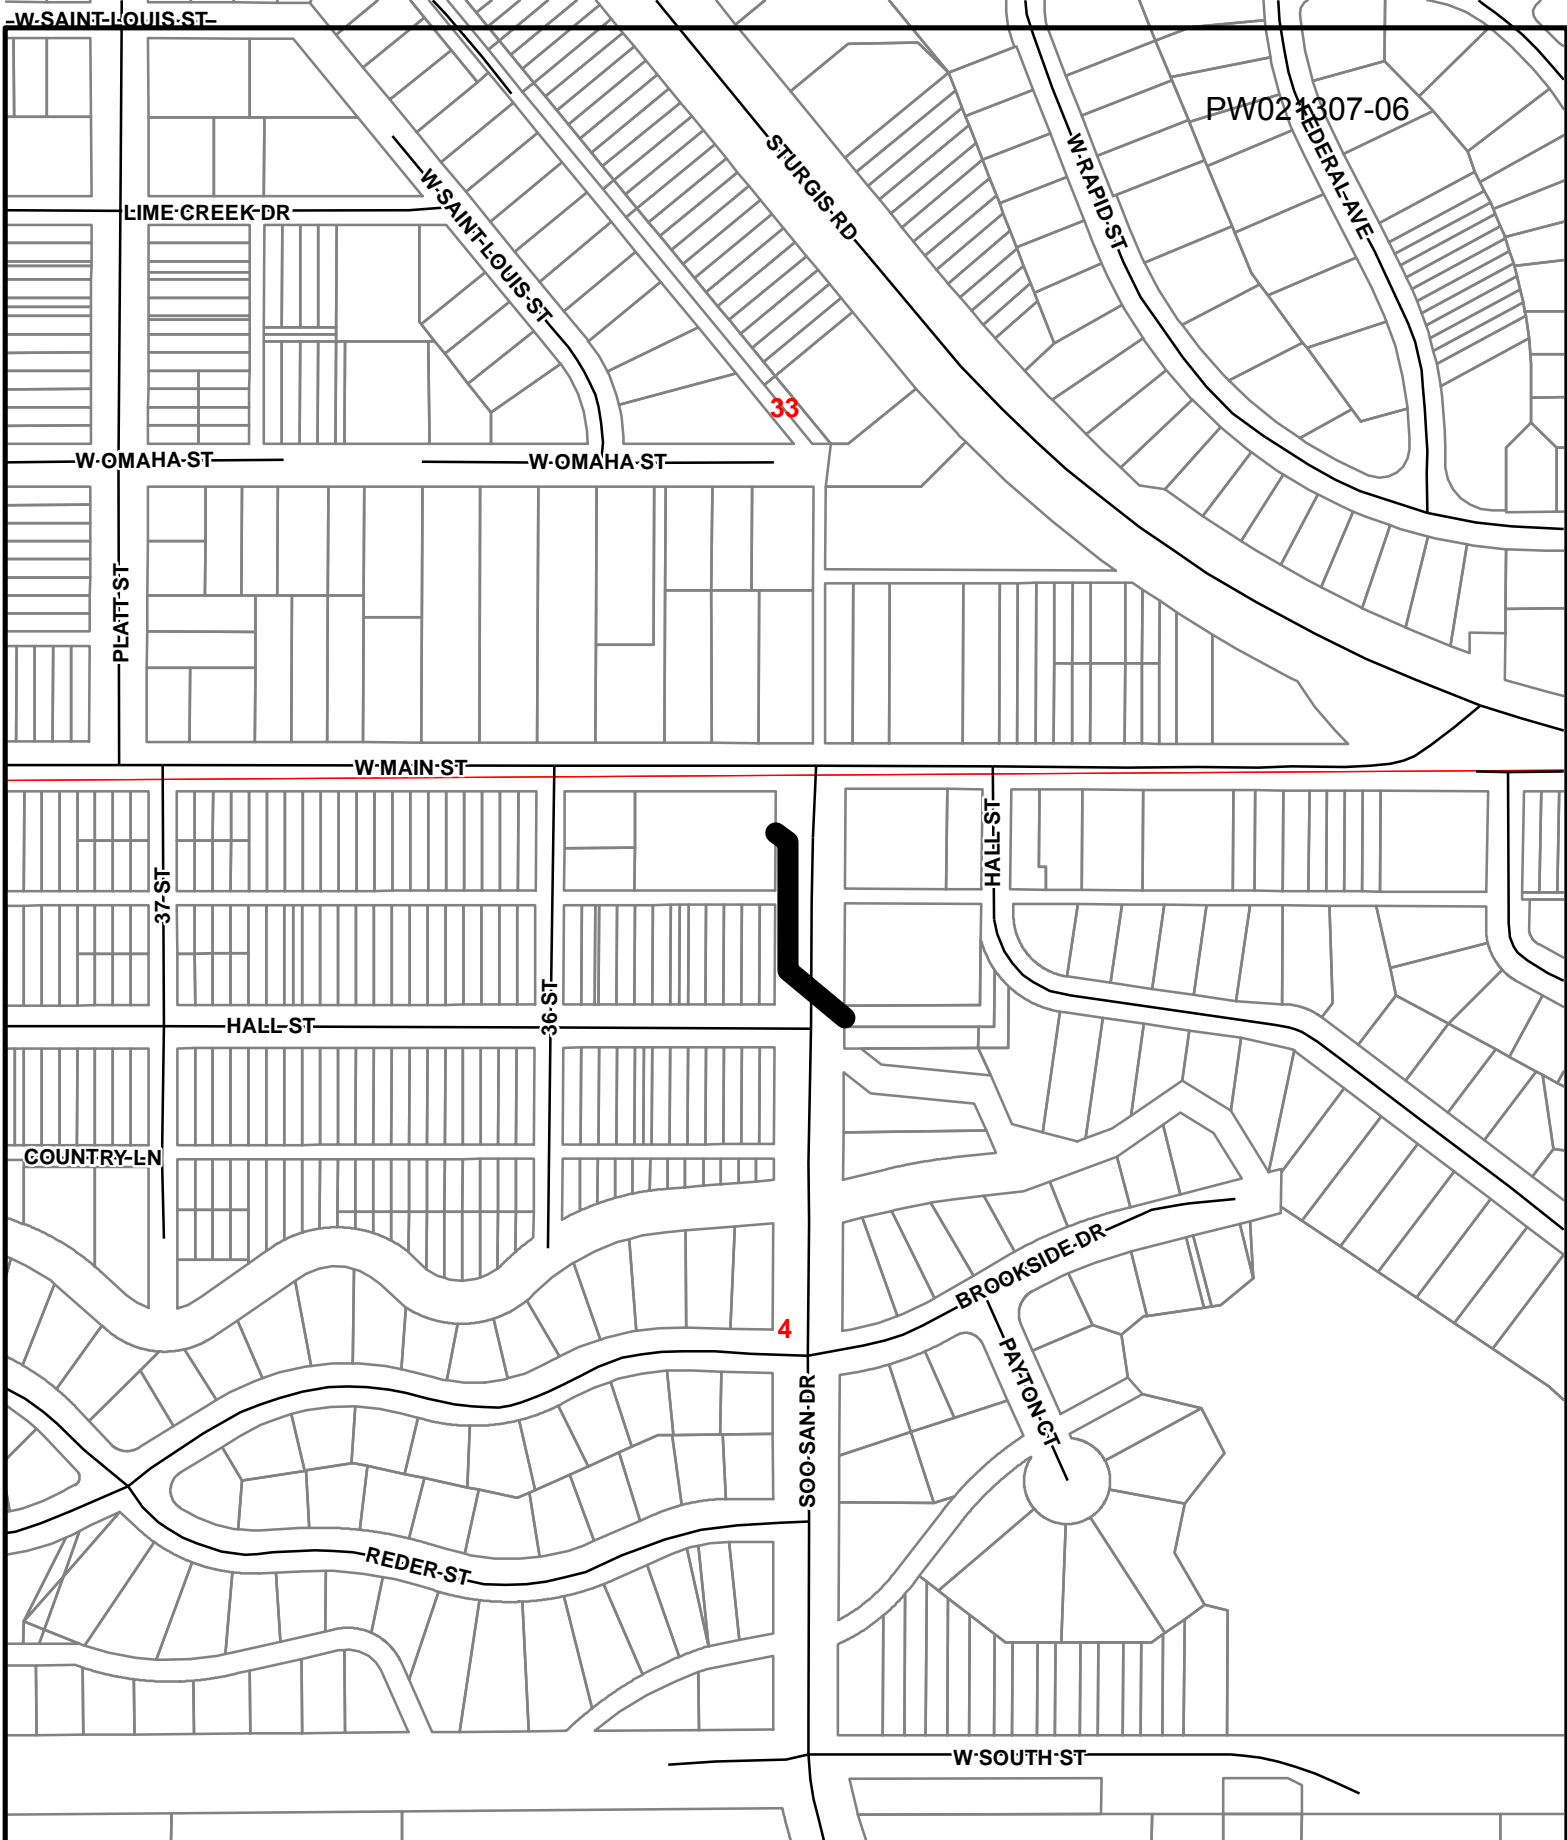 W SAINT LOUIS ST
PW021307-06
FEDERAL AVE
STURGIS RD
W RAPID ST
W SAINT LOUIS ST
LIME CREEK DR
33
W OMAHA ST
W OMAHA ST
PLATT ST
W MAIN ST
HALL ST
37 ST
36 ST
HALL ST
COUNTRY LN
BROOKSIDE DR
4
PAYTON CT
SOO SAN DR
REDER ST
W SOUTH ST